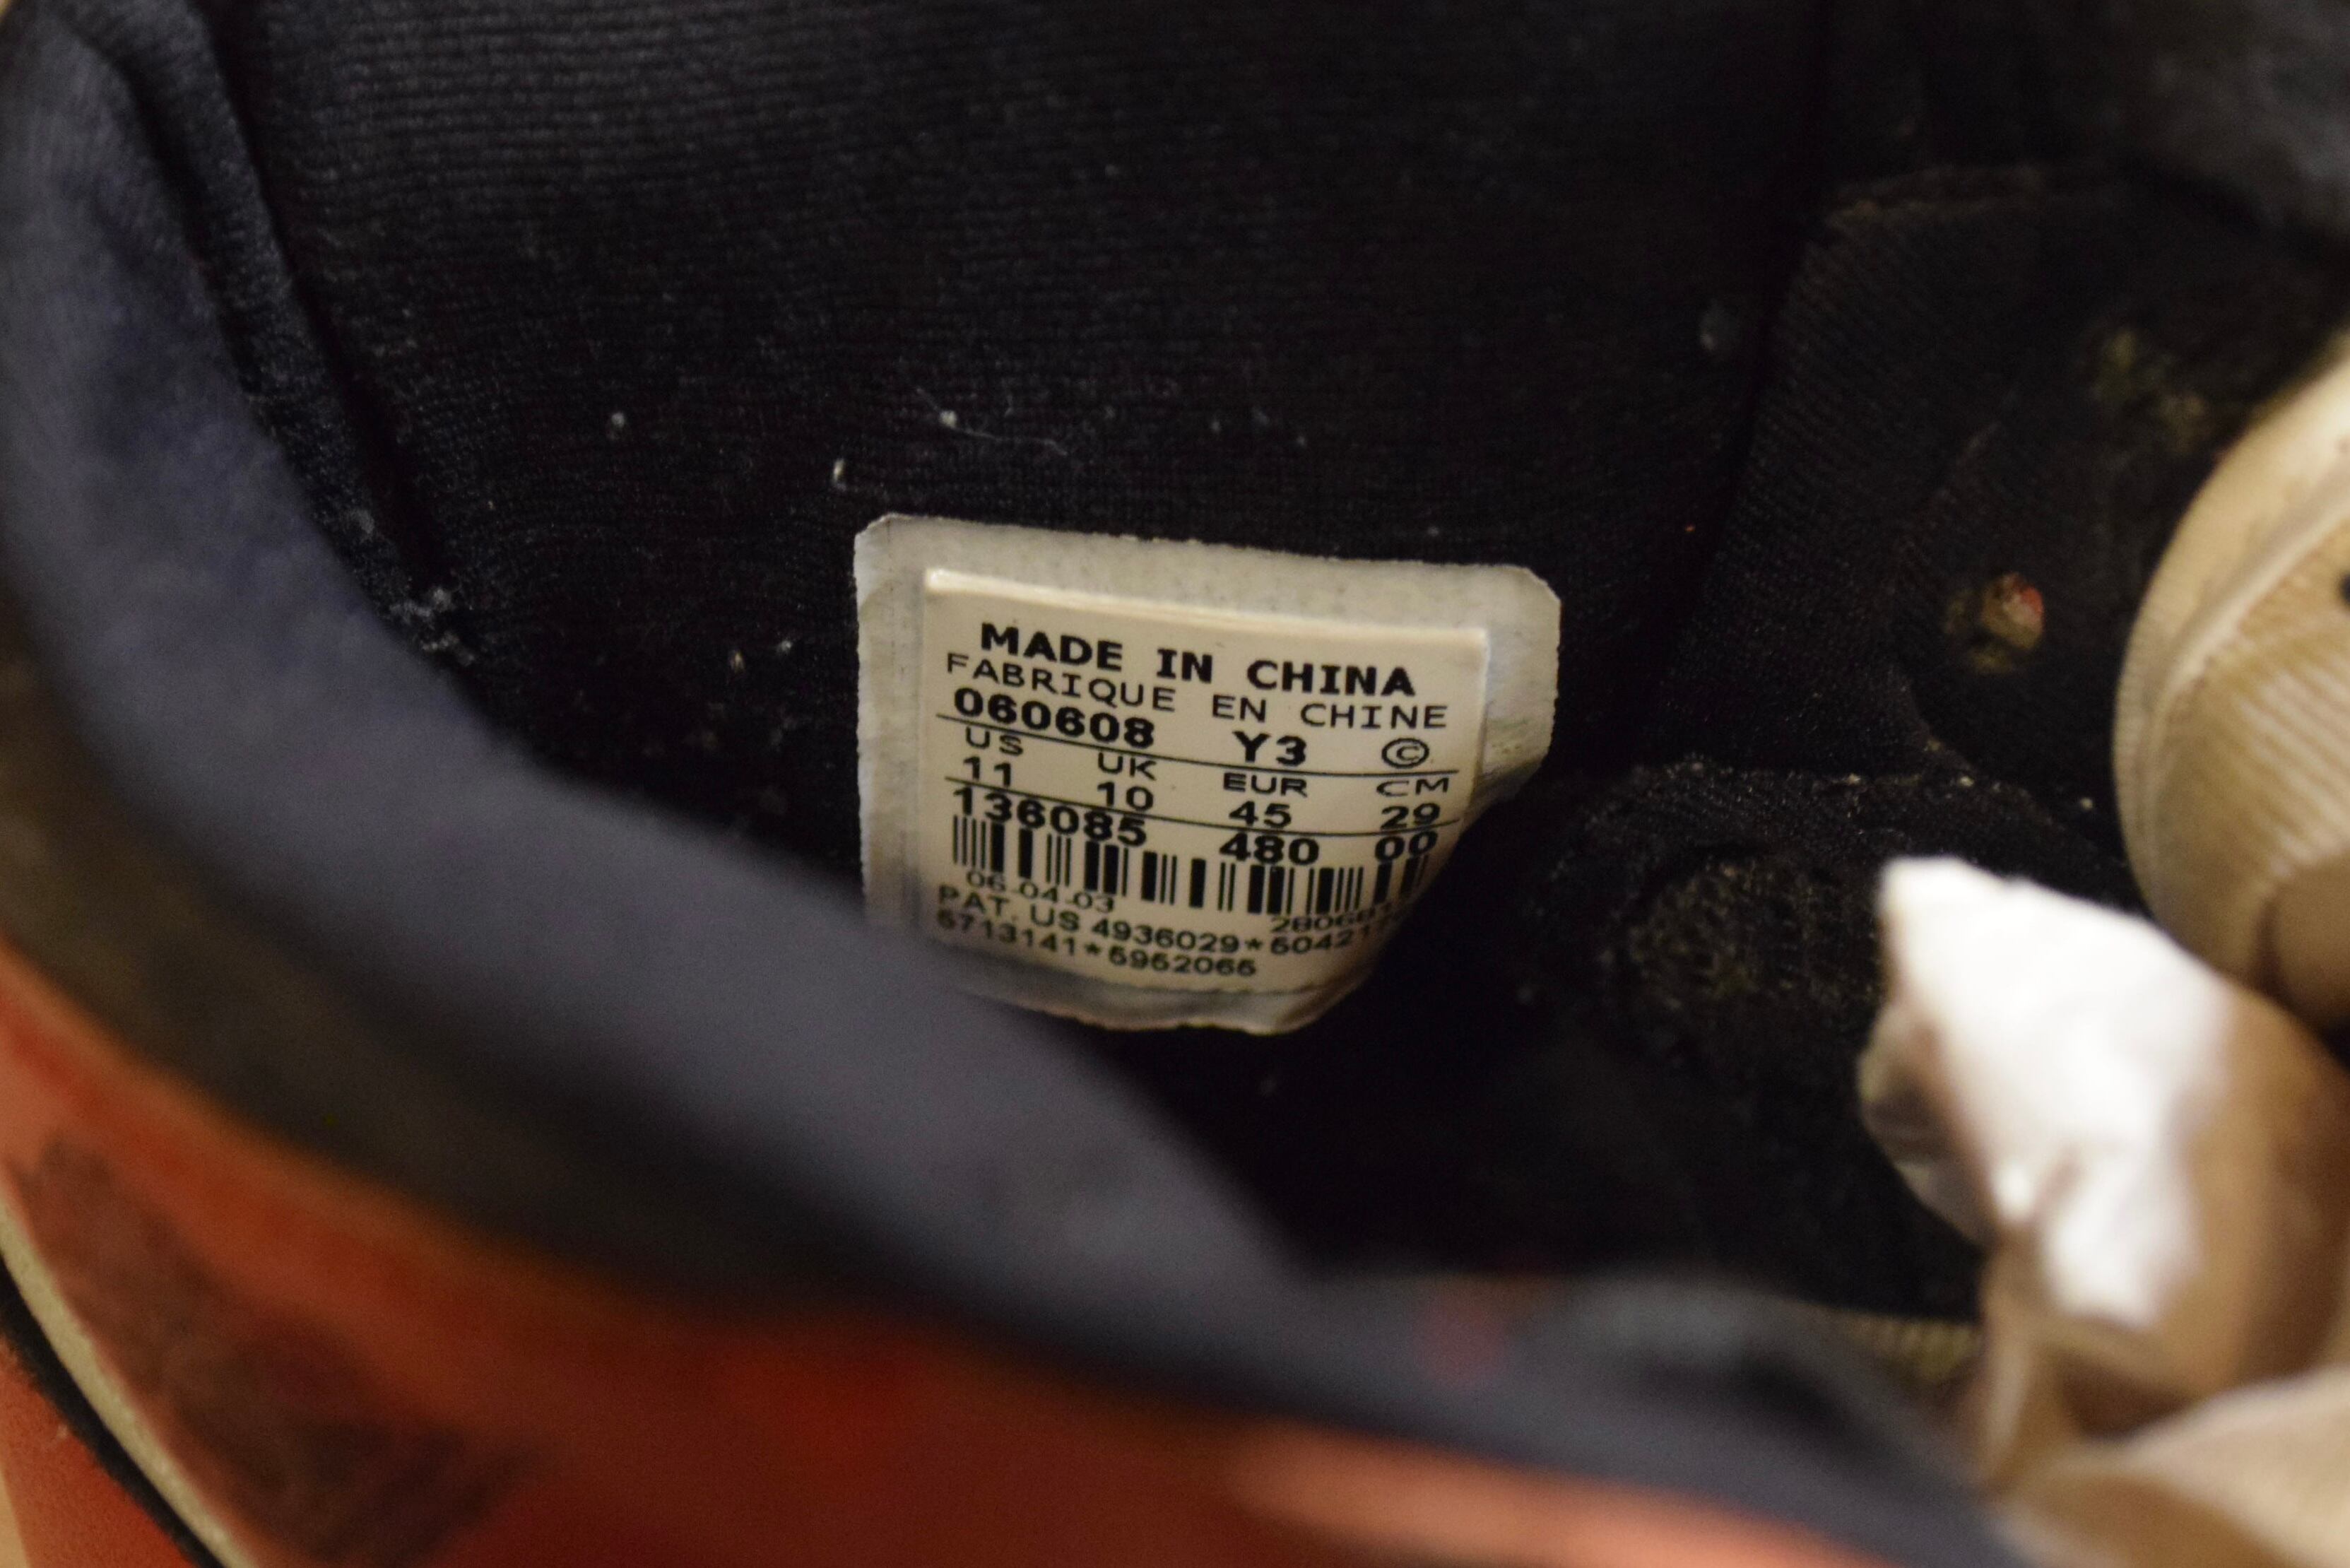 MADE IN CHINA
FABRIQUE EN CHINE
060608 Y3 ©
US UK EUR CM
11 10 45 29
136085 480 00
06-04-03
PAT. US 4936029*
5713141*5952065